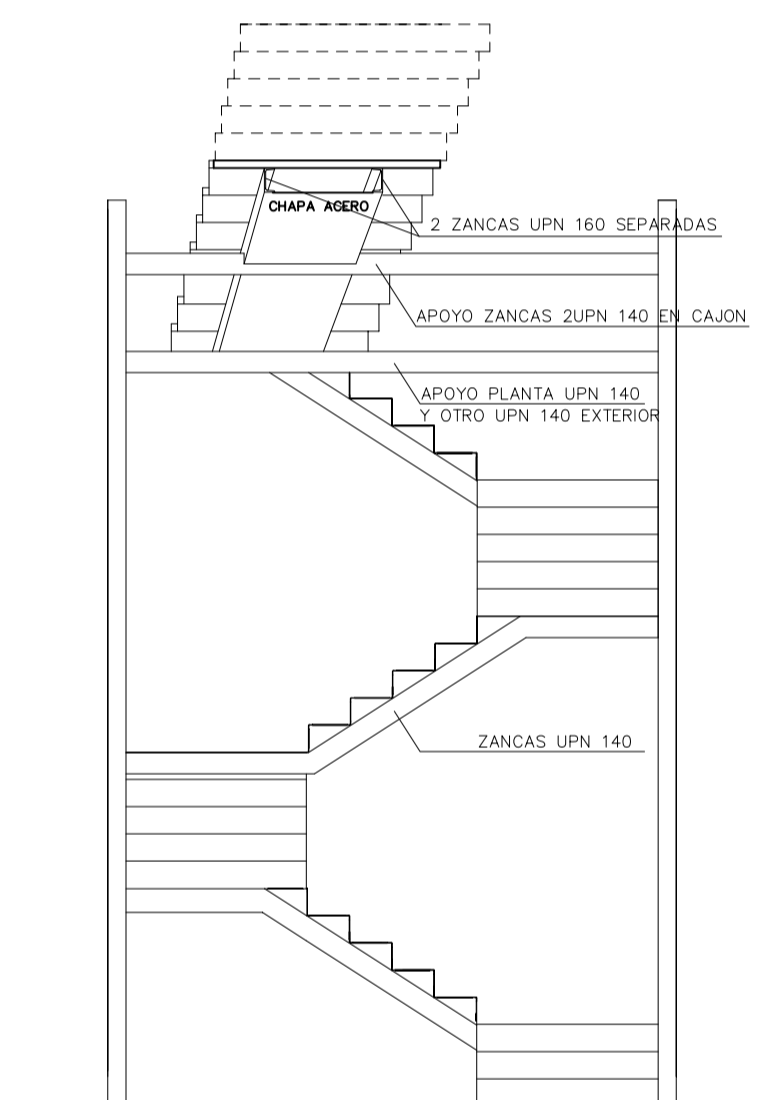 CHAPA ACERO
2 ZANCAS UPN 160 SEPARADAS
APOYO ZANCAS 2UPN 140 EN CAJON
APOYO PLANTA UPN 140
Y OTRO UPN 140 EXTERIOR
ZANCAS UPN 140